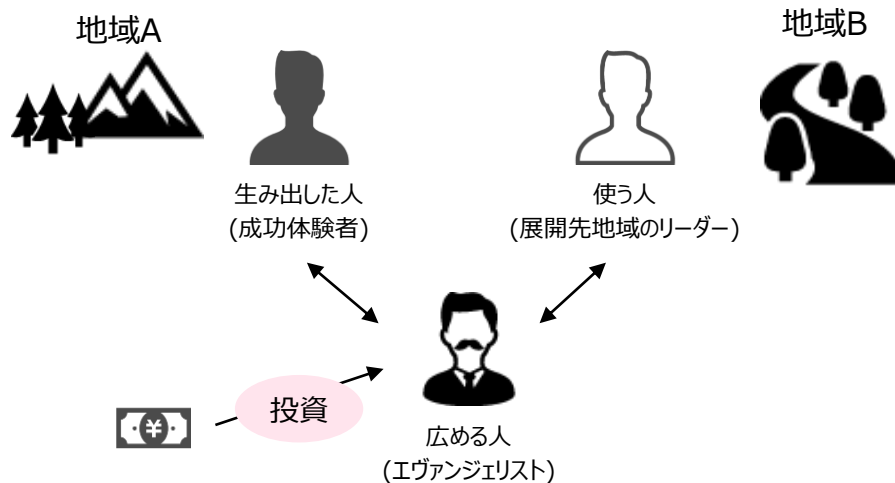 地域A
地域B
生み出した人
(成功体験者)
使う人
(展開先地域のリーダー)
¥
投資
広める人
(エヴァンジェリスト)